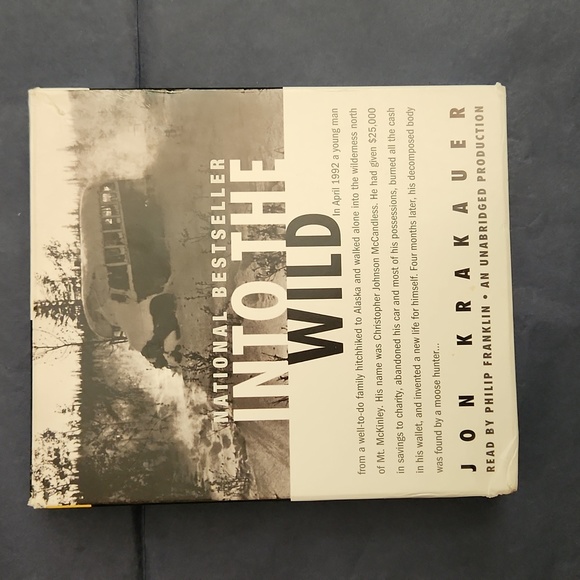 NATIONAL BESTSELLER
INTO THE
WILD
In April 1992 a young man
from a well-to-do family hitchhiked to Alaska and walked alone into the wilderness north
of Mt. McKinley. His name was Christopher Johnson McCandless. He had given $25,000
in savings to charity, abandoned his car and most of his possessions, burned all the cash
in his wallet, and invented a new life for himself. Four months later, his decomposed body
was found by a moose hunter...
JON KRAKAUER
READ BY PHILIP FRANKLIN • AN UNABRIDGED PRODUCTION